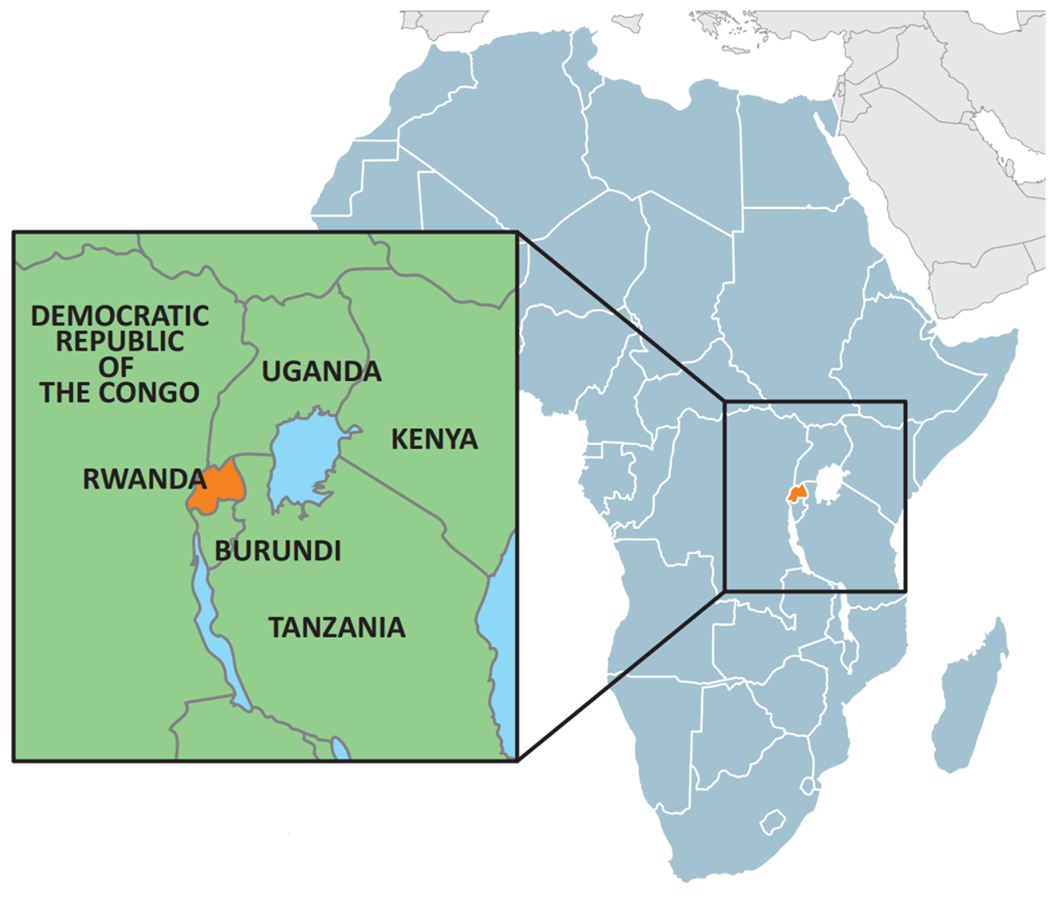 DEMOCRATIC
REPUBLIC
OF
THE CONGO
UGANDA
KENYA
RWANDA
BURUNDI
TANZANIA